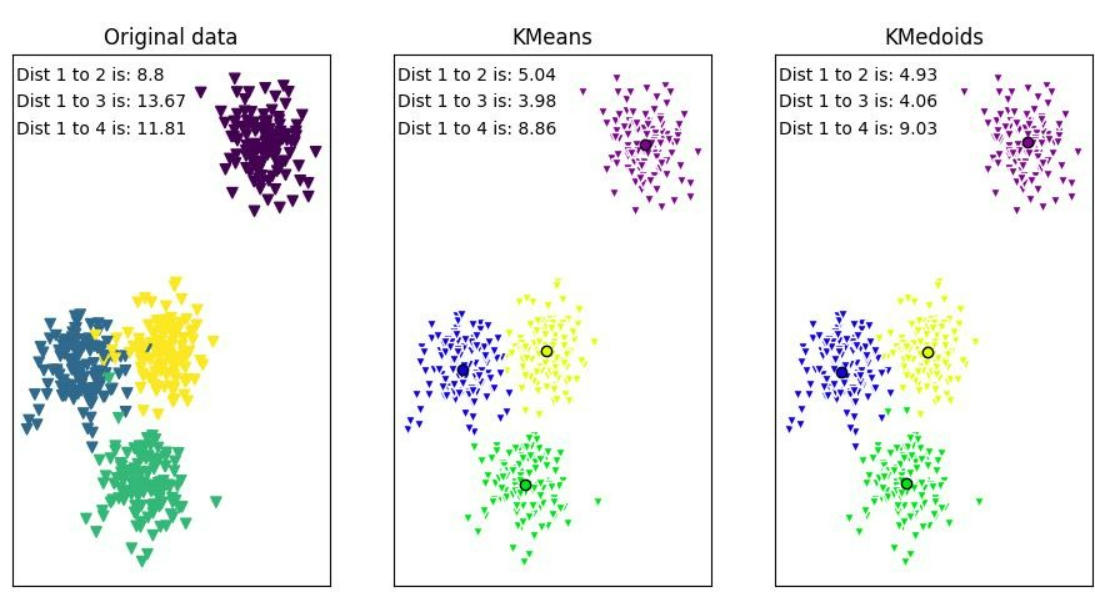 Original data
Dist 1 to 2 is: 8.8
Dist 1 to 3 is: 13.67
Dist 1 to 4 is: 11.81
KMeans
Dist 1 to 2 is: 5.04
Dist 1 to 3 is: 3.98
Dist 1 to 4 is: 8.86
KMedoids
Dist 1 to 2 is: 4.93
Dist 1 to 3 is: 4.06
Dist 1 to 4 is: 9.03